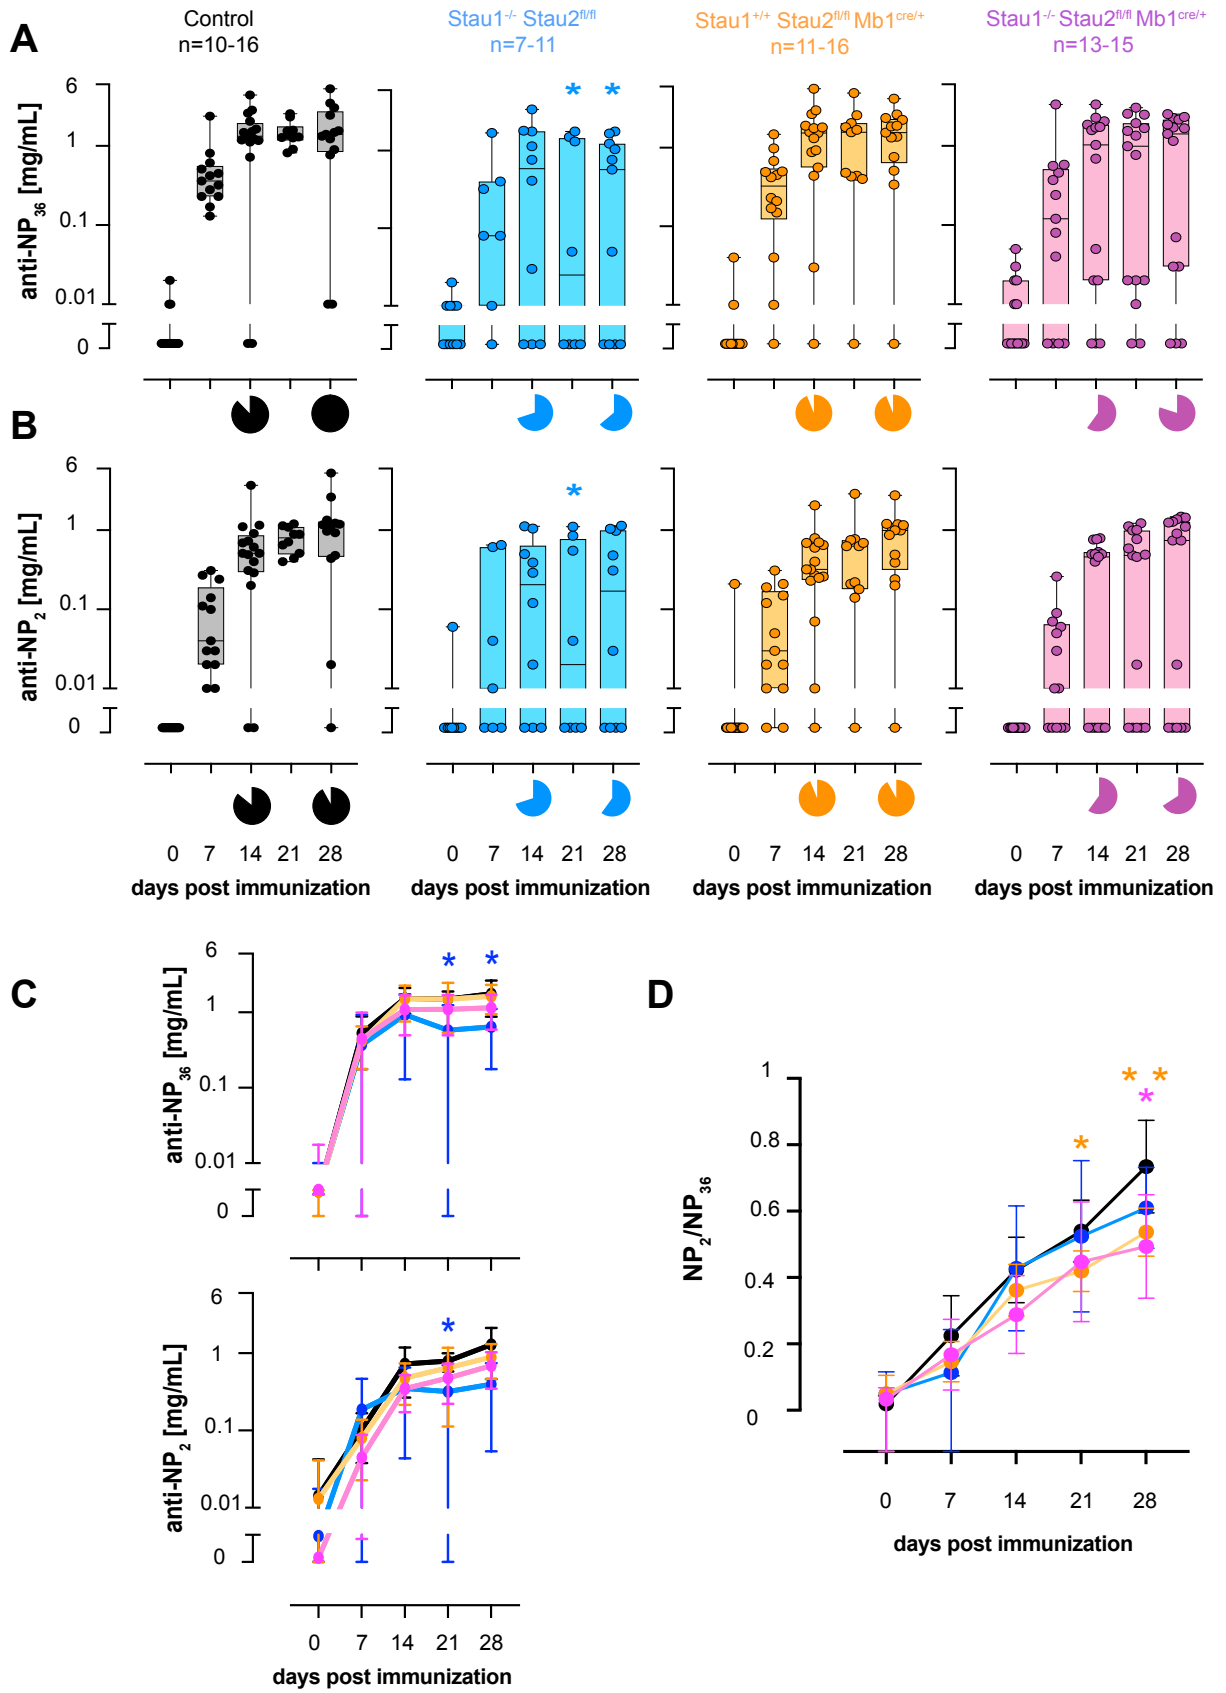 A
Control
n=10-16
Stau1-/- Stau2fl/fl
n=7-11
Stau1+/+ Stau2fl/fl Mb1cre/+
n=11-16
Stau1-/- Stau2fl/fl Mb1cre/+
n=13-15
anti-NP36 [mg/mL]
6
1
0.1
0.01
0
* *
B
anti-NP2 [mg/mL]
6
1
0.1
0.01
0
*
0 7 14 21 28
0 7 14 21 28
0 7 14 21 28
0 7 14 21 28
days post immunization
days post immunization
days post immunization
days post immunization
C
anti-NP36 [mg/mL]
6
1
0.1
0.01
0
* *
anti-NP2 [mg/mL]
6
1
0.1
0.01
0
*
0 7 14 21 28
days post immunization
D
NP2/NP36
1
0.8
0.6
0.4
0.2
0
* *
*
*
0 7 14 21 28
days post immunization